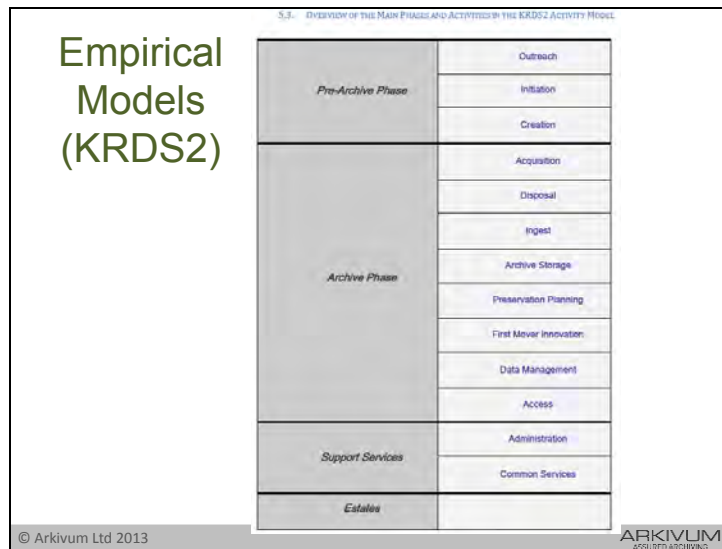 5.3. OVERVIEW OF THE MAIN PHASES AND ACTIVITIES IN THE KRDS2 ACTIVITY MODEL
Empirical
Models
(KRDS2)
Pre-Archive Phase
Outreach
Initiation
Creation
Archive Phase
Acquisition
Disposal
Ingest
Archive Storage
Preservation Planning
First Mover Innovation
Data Management
Access
Support Services
Administration
Common Services
Estates
© Arkivum Ltd 2013
ARKIVUM
ASSURED ARCHIVING